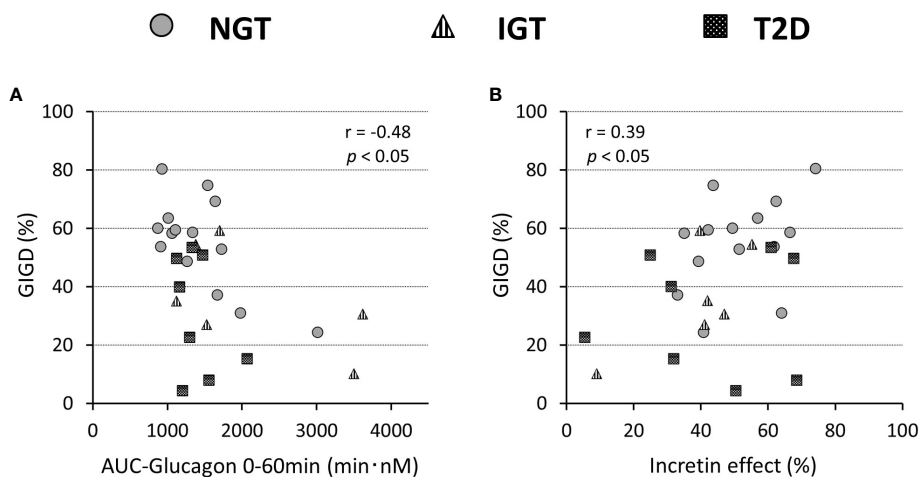 NGT IGT T2D
A
100
80
60
40
20
0
GIGD (%)
r = -0.48
p < 0.05
0 1000 2000 3000 4000
AUC-Glucagon 0-60min (min·nM)
B
100
80
60
40
20
0
GIGD (%)
r = 0.39
p < 0.05
0 20 40 60 80 100
Incretin effect (%)